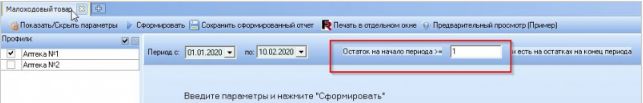 Малоходовый товар
Показать/Скрыть параметры Сформировать Сохранить сформированный отчет Печать в отдельном окне Предварительный просмотр (Пример)
Профили:
Аптека №1
Аптека №2
Период с: 01.01.2020 по: 10.02.2020 Остаток на начало периода >= 1 и есть на остатках на конец периода
Введите параметры и нажмите "Сформировать"